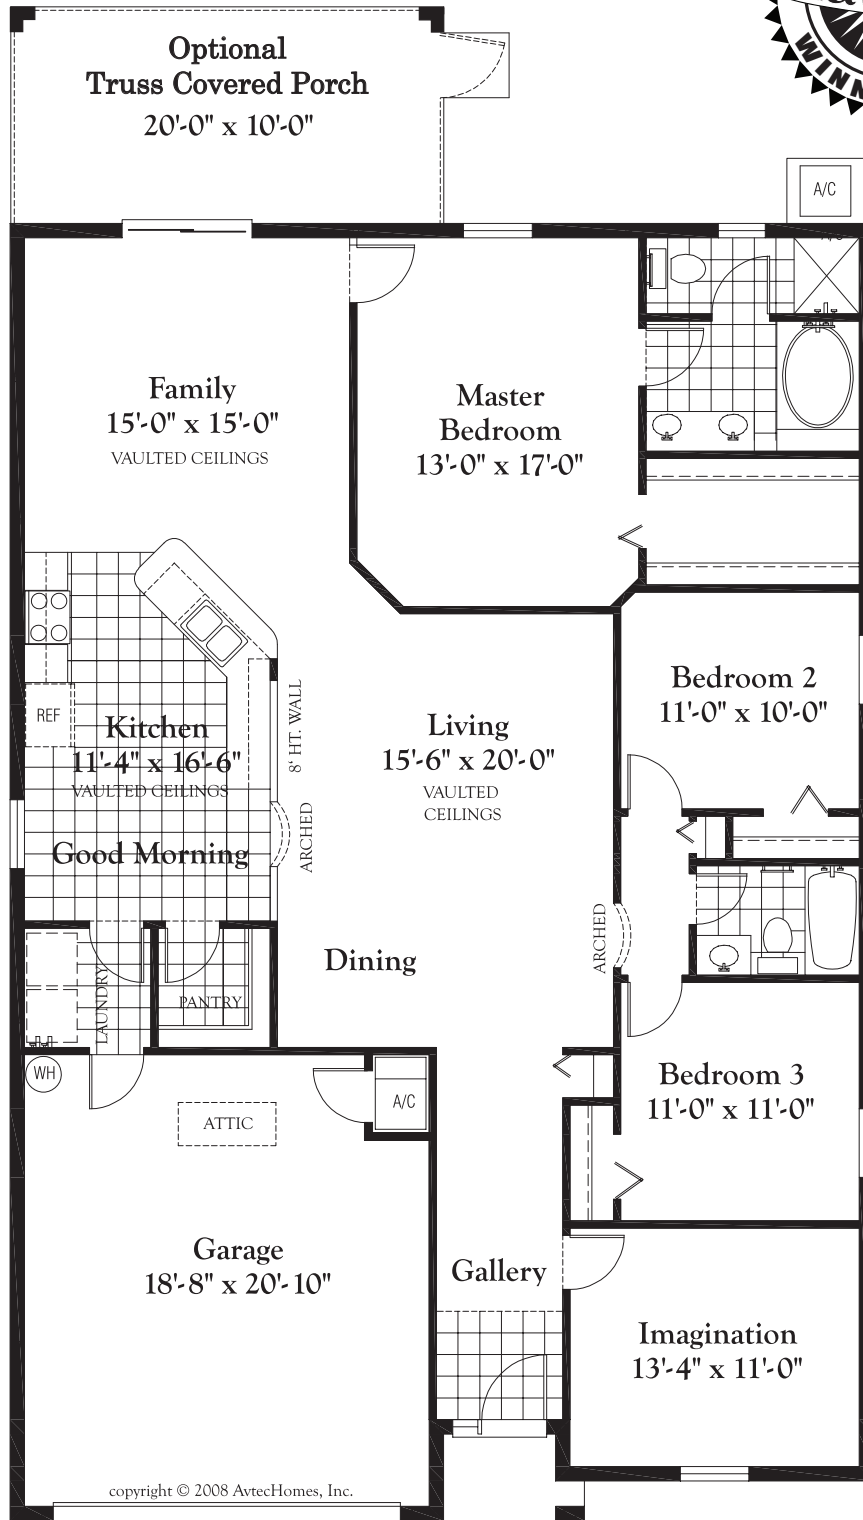 Optional
Truss Covered Porch
20'-0" x 10'-0"
WINN
A/C
Family
15'-0" x 15'-0"
VAULTED CEILINGS
Master
Bedroom
13'-0" x 17'-0"
REF
Kitchen
11'-4" x 16'-6"
VAULTED CEILINGS
Good Morning
8' HT. WALL
ARCHED
Living
15'-6" x 20'-0"
VAULTED
CEILINGS
Bedroom 2
11'-0" x 10'-0"
ARCHED
Dining
LAUNDRY
PANTRY
WH
ATTIC
A/C
Bedroom 3
11'-0" x 11'-0"
Garage
18'-8" x 20'-10"
Gallery
Imagination
13'-4" x 11'-0"
copyright © 2008 AvtecHomes, Inc.